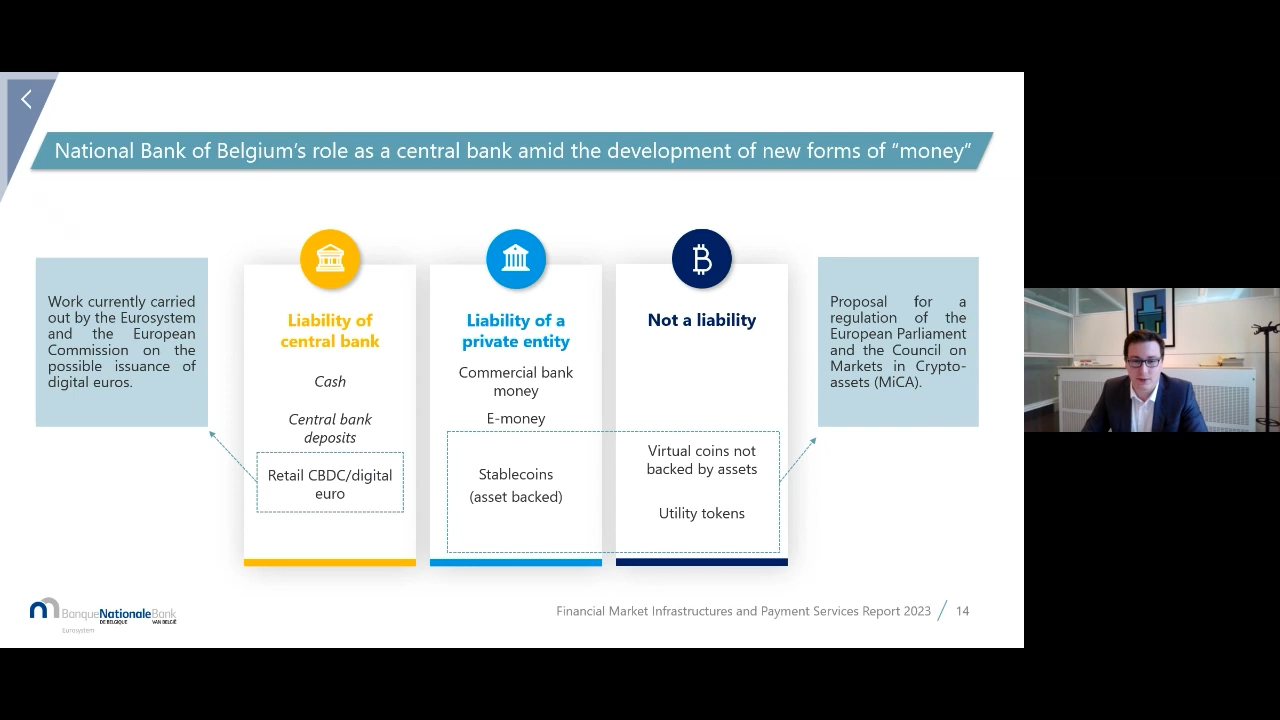 National Bank of Belgium's role as a central bank amid the development of new forms of “money”
Work currently carried
out by the Eurosystem
and the European
Commission on the
possible issuance of
digital euros.
Liability of
central bank
Cash
Central bank
deposits
Retail CBDC/digital
euro
Liability of a
private entity
Commercial bank
money
E-money
Stablecoins
(asset backed)
Not a liability
Virtual coins not
backed by assets
Utility tokens
Proposal for a
regulation of the
European Parliament
and the Council on
Markets in Crypto-
assets (MiCA).
BanqueNationaleBank
DE BELGIQUE VAN BELGIË
Eurosystem
Financial Market Infrastructures and Payment Services Report 2023 / 14